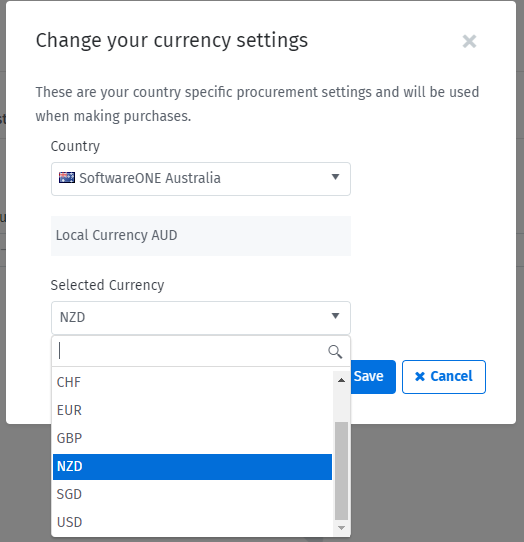 Change your currency settings
These are your country specific procurement settings and will be used
when making purchases.
Country
SoftwareONE Australia
Local Currency AUD
Selected Currency
NZD
CHF
EUR
GBP
NZD
SGD
USD
Save
Cancel